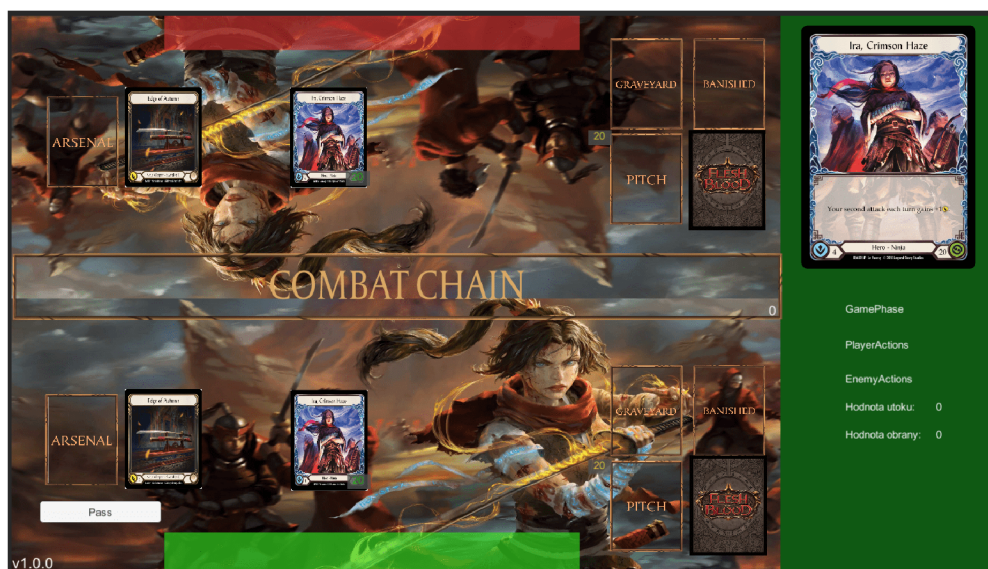 Ira, Crimson Haze
Your second attack each turn gains +1
4
Hero - Ninja
20
GamePhase
PlayerActions
EnemyActions
Hodnota utoku: 0
Hodnota obrany: 0
ARSENAL
Edge of Autumn
Ira, Crimson Haze
GRAVEYARD
BANISHED
20
PITCH
FLESH
BLOOD
COMBAT CHAIN
0
ARSENAL
Edge of Autumn
Ira, Crimson Haze
GRAVEYARD
BANISHED
20
PITCH
FLESH
BLOOD
Pass
v1.0.0